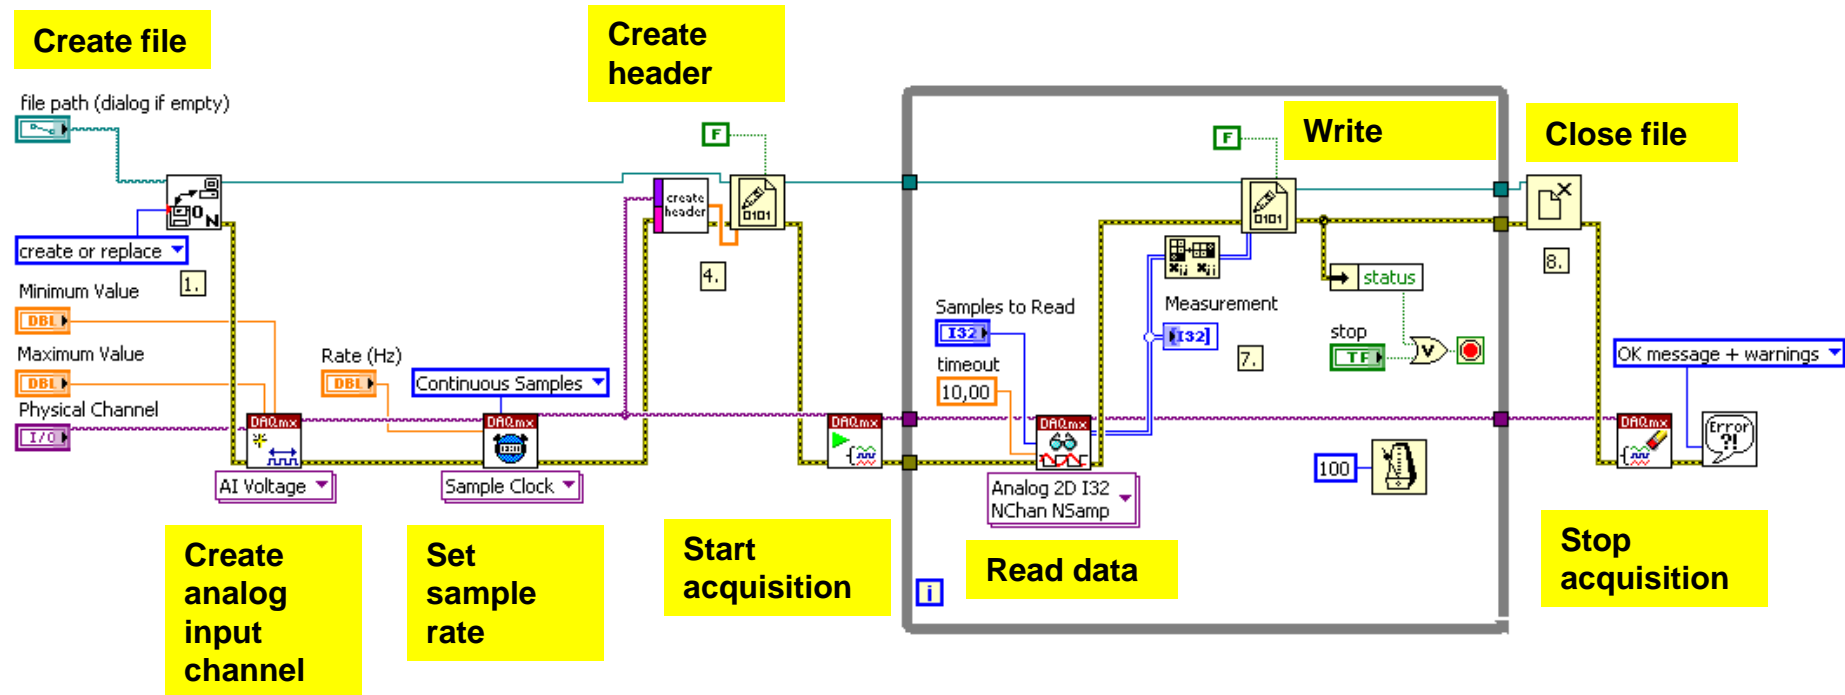 Create file
Create
header
file path (dialog if empty)
F
F
Write
Close file
create
header
0101
0101
O
N
create or replace
1.
4.
8.
status
Minimum Value
DBL
Samples to Read
I32
Measurement
[I32]
7.
stop
TF
V
OK message + warnings
Maximum Value
DBL
Rate (Hz)
DBL
Continuous Samples
timeout
10,00
Physical Channel
I/O
DAQmx
DAQmx
DAQmx
DAQmx
DAQmx
Error
?!
AI Voltage
Sample Clock
Analog 2D I32
NChan NSamp
100
Create
analog
input
channel
Set
sample
rate
Start
acquisition
Read data
i
Stop
acquisition